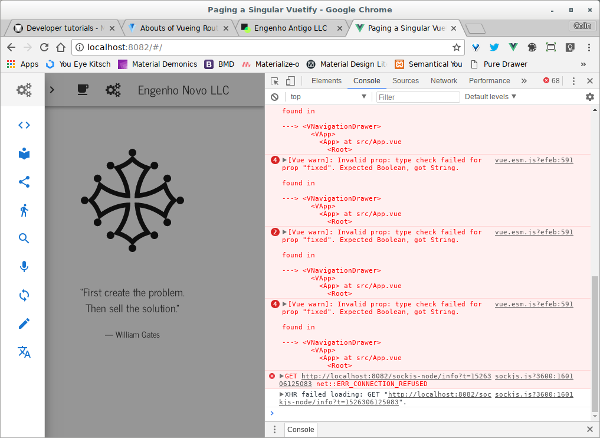 Paging a Singular Vuetify - Google Chrome
Developer tutorials - M
Abouts of Vueing Rout
Engenho Antigo LLC
Paging a Singular Vue
Colin
localhost:8082/#/
Apps
You Eye Kitsch
Material Demonics
BMD
Materialize-o
Material Design Lit
Semantical You
Pure Drawer
»
Engenho Novo LLC
"First create the problem.
Then sell the solution."
— William Gates
Elements Console Sources Network Performance » 68
top Filter Default levels
found in
---> <VNavigationDrawer>
<VApp>
<App> at src/App.vue
<Root>
4 [Vue warn]: Invalid prop: type check failed for vue.esm.js?efeb:591
prop "fixed". Expected Boolean, got String.
found in
---> <VNavigationDrawer>
<VApp>
<App> at src/App.vue
<Root>
2 [Vue warn]: Invalid prop: type check failed for vue.esm.js?efeb:591
prop "fixed". Expected Boolean, got String.
found in
---> <VNavigationDrawer>
<VApp>
<App> at src/App.vue
<Root>
4 [Vue warn]: Invalid prop: type check failed for vue.esm.js?efeb:591
prop "fixed". Expected Boolean, got String.
found in
---> <VNavigationDrawer>
<VApp>
<App> at src/App.vue
<Root>
GET http://localhost:8082/sockjs-node/info?t=15263 sockjs.js?3600:1601
06125083 net::ERR_CONNECTION_REFUSED
XHR failed loading: GET "http://localhost:8082/soc sockjs.js?3600:1601
kjs-node/info?t=1526306125083".
Console